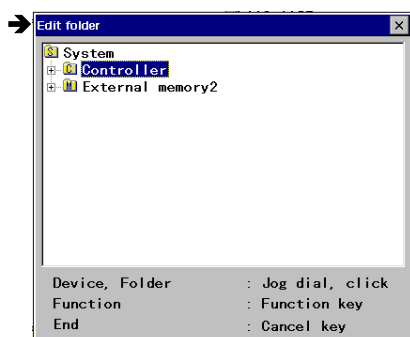 Edit folder
System
Controller
External memory2
Device, Folder : Jog dial, click
Function : Function key
End : Cancel key